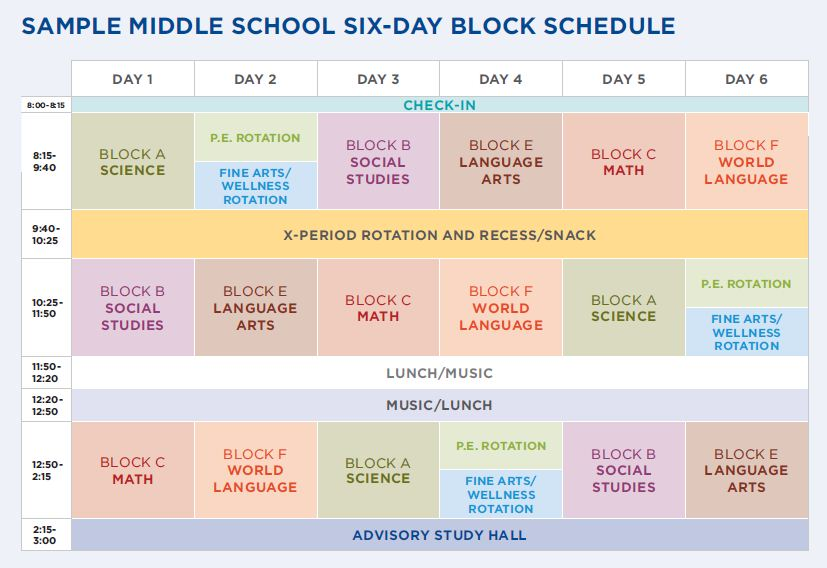 SAMPLE MIDDLE SCHOOL SIX-DAY BLOCK SCHEDULE
DAY 1
DAY 2
DAY 3
DAY 4
DAY 5
DAY 6
8:00-8:15
CHECK-IN
8:15-
9:40
BLOCK A
SCIENCE
P.E. ROTATION
FINE ARTS/
WELLNESS
ROTATION
BLOCK B
SOCIAL
STUDIES
BLOCK E
LANGUAGE
ARTS
BLOCK C
MATH
BLOCK F
WORLD
LANGUAGE
9:40-
10:25
X-PERIOD ROTATION AND RECESS/SNACK
10:25-
11:50
BLOCK B
SOCIAL
STUDIES
BLOCK E
LANGUAGE
ARTS
BLOCK C
MATH
BLOCK F
WORLD
LANGUAGE
BLOCK A
SCIENCE
P.E. ROTATION
FINE ARTS/
WELLNESS
ROTATION
11:50-
12:20
LUNCH/MUSIC
12:20-
12:50
MUSIC/LUNCH
12:50-
2:15
BLOCK C
MATH
BLOCK F
WORLD
LANGUAGE
BLOCK A
SCIENCE
P.E. ROTATION
FINE ARTS/
WELLNESS
ROTATION
BLOCK B
SOCIAL
STUDIES
BLOCK E
LANGUAGE
ARTS
2:15-
3:00
ADVISORY STUDY HALL